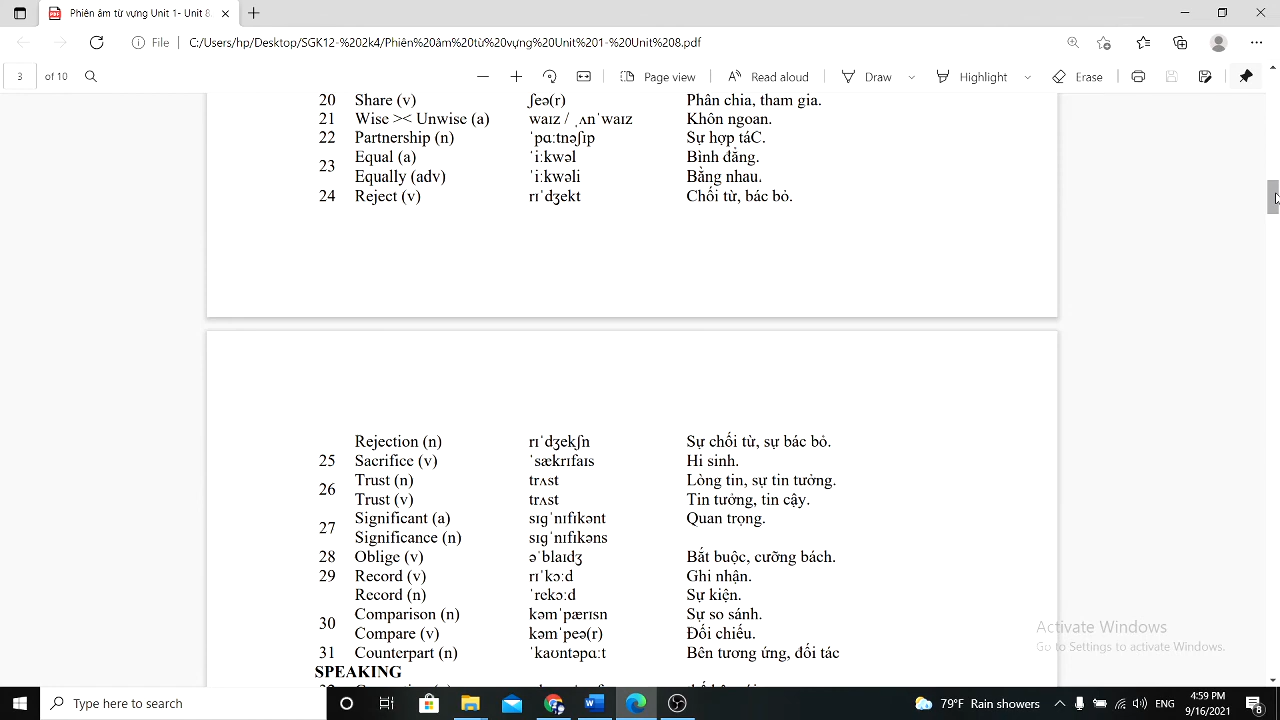 Phiên âm từ vựng Unit 1- Unit 8.
File C:/Users/hp/Desktop/SGK12-%202k4/Phiên%20âm%20từ%20vựng%20Unit%201-%20Unit%208.pdf
3 of 10 Page view Read aloud Draw Highlight Erase
20 Share (v) ʃeə(r) Phân chia, tham gia.
21 Wise >< Unwise (a) waɪz / ˌʌnˈwaɪz Khôn ngoan.
22 Partnership (n) ˈpɑːtnəʃɪp Sự hợp táC.
23 Equal (a) ˈiːkwəl Bình đẳng.
Equally (adv) ˈiːkwəli Bằng nhau.
24 Reject (v) rɪˈdʒekt Chối từ, bác bỏ.
Rejection (n) rɪˈdʒekʃn Sự chối từ, sự bác bỏ.
25 Sacrifice (v) ˈsækrɪfaɪs Hi sinh.
26 Trust (n) trʌst Lòng tin, sự tin tưởng.
Trust (v) trʌst Tin tưởng, tin cậy.
27 Significant (a) sɪɡˈnɪfɪkənt Quan trọng.
Significance (n) sɪɡˈnɪfɪkəns
28 Oblige (v) əˈblaɪdʒ Bắt buộc, cưỡng bách.
29 Record (v) rɪˈkɔːd Ghi nhận.
Record (n) ˈrekɔːd Sự kiện.
30 Comparison (n) kəmˈpærɪsn Sự so sánh.
Compare (v) kəmˈpeə(r) Đối chiếu.
31 Counterpart (n) ˈkaʊntəpɑːt Bên tương ứng, đối tác
SPEAKING
Activate Windows
Go to Settings to activate Windows.
Type here to search 79°F Rain showers ENG 4:59 PM
9/16/2021 8